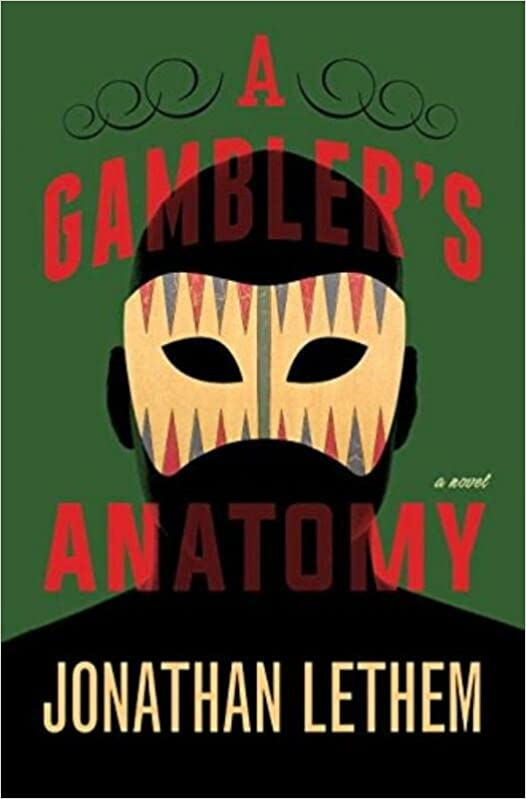 A
GAMBLER'S
a novel
ANATOMY
JONATHAN LETHEM